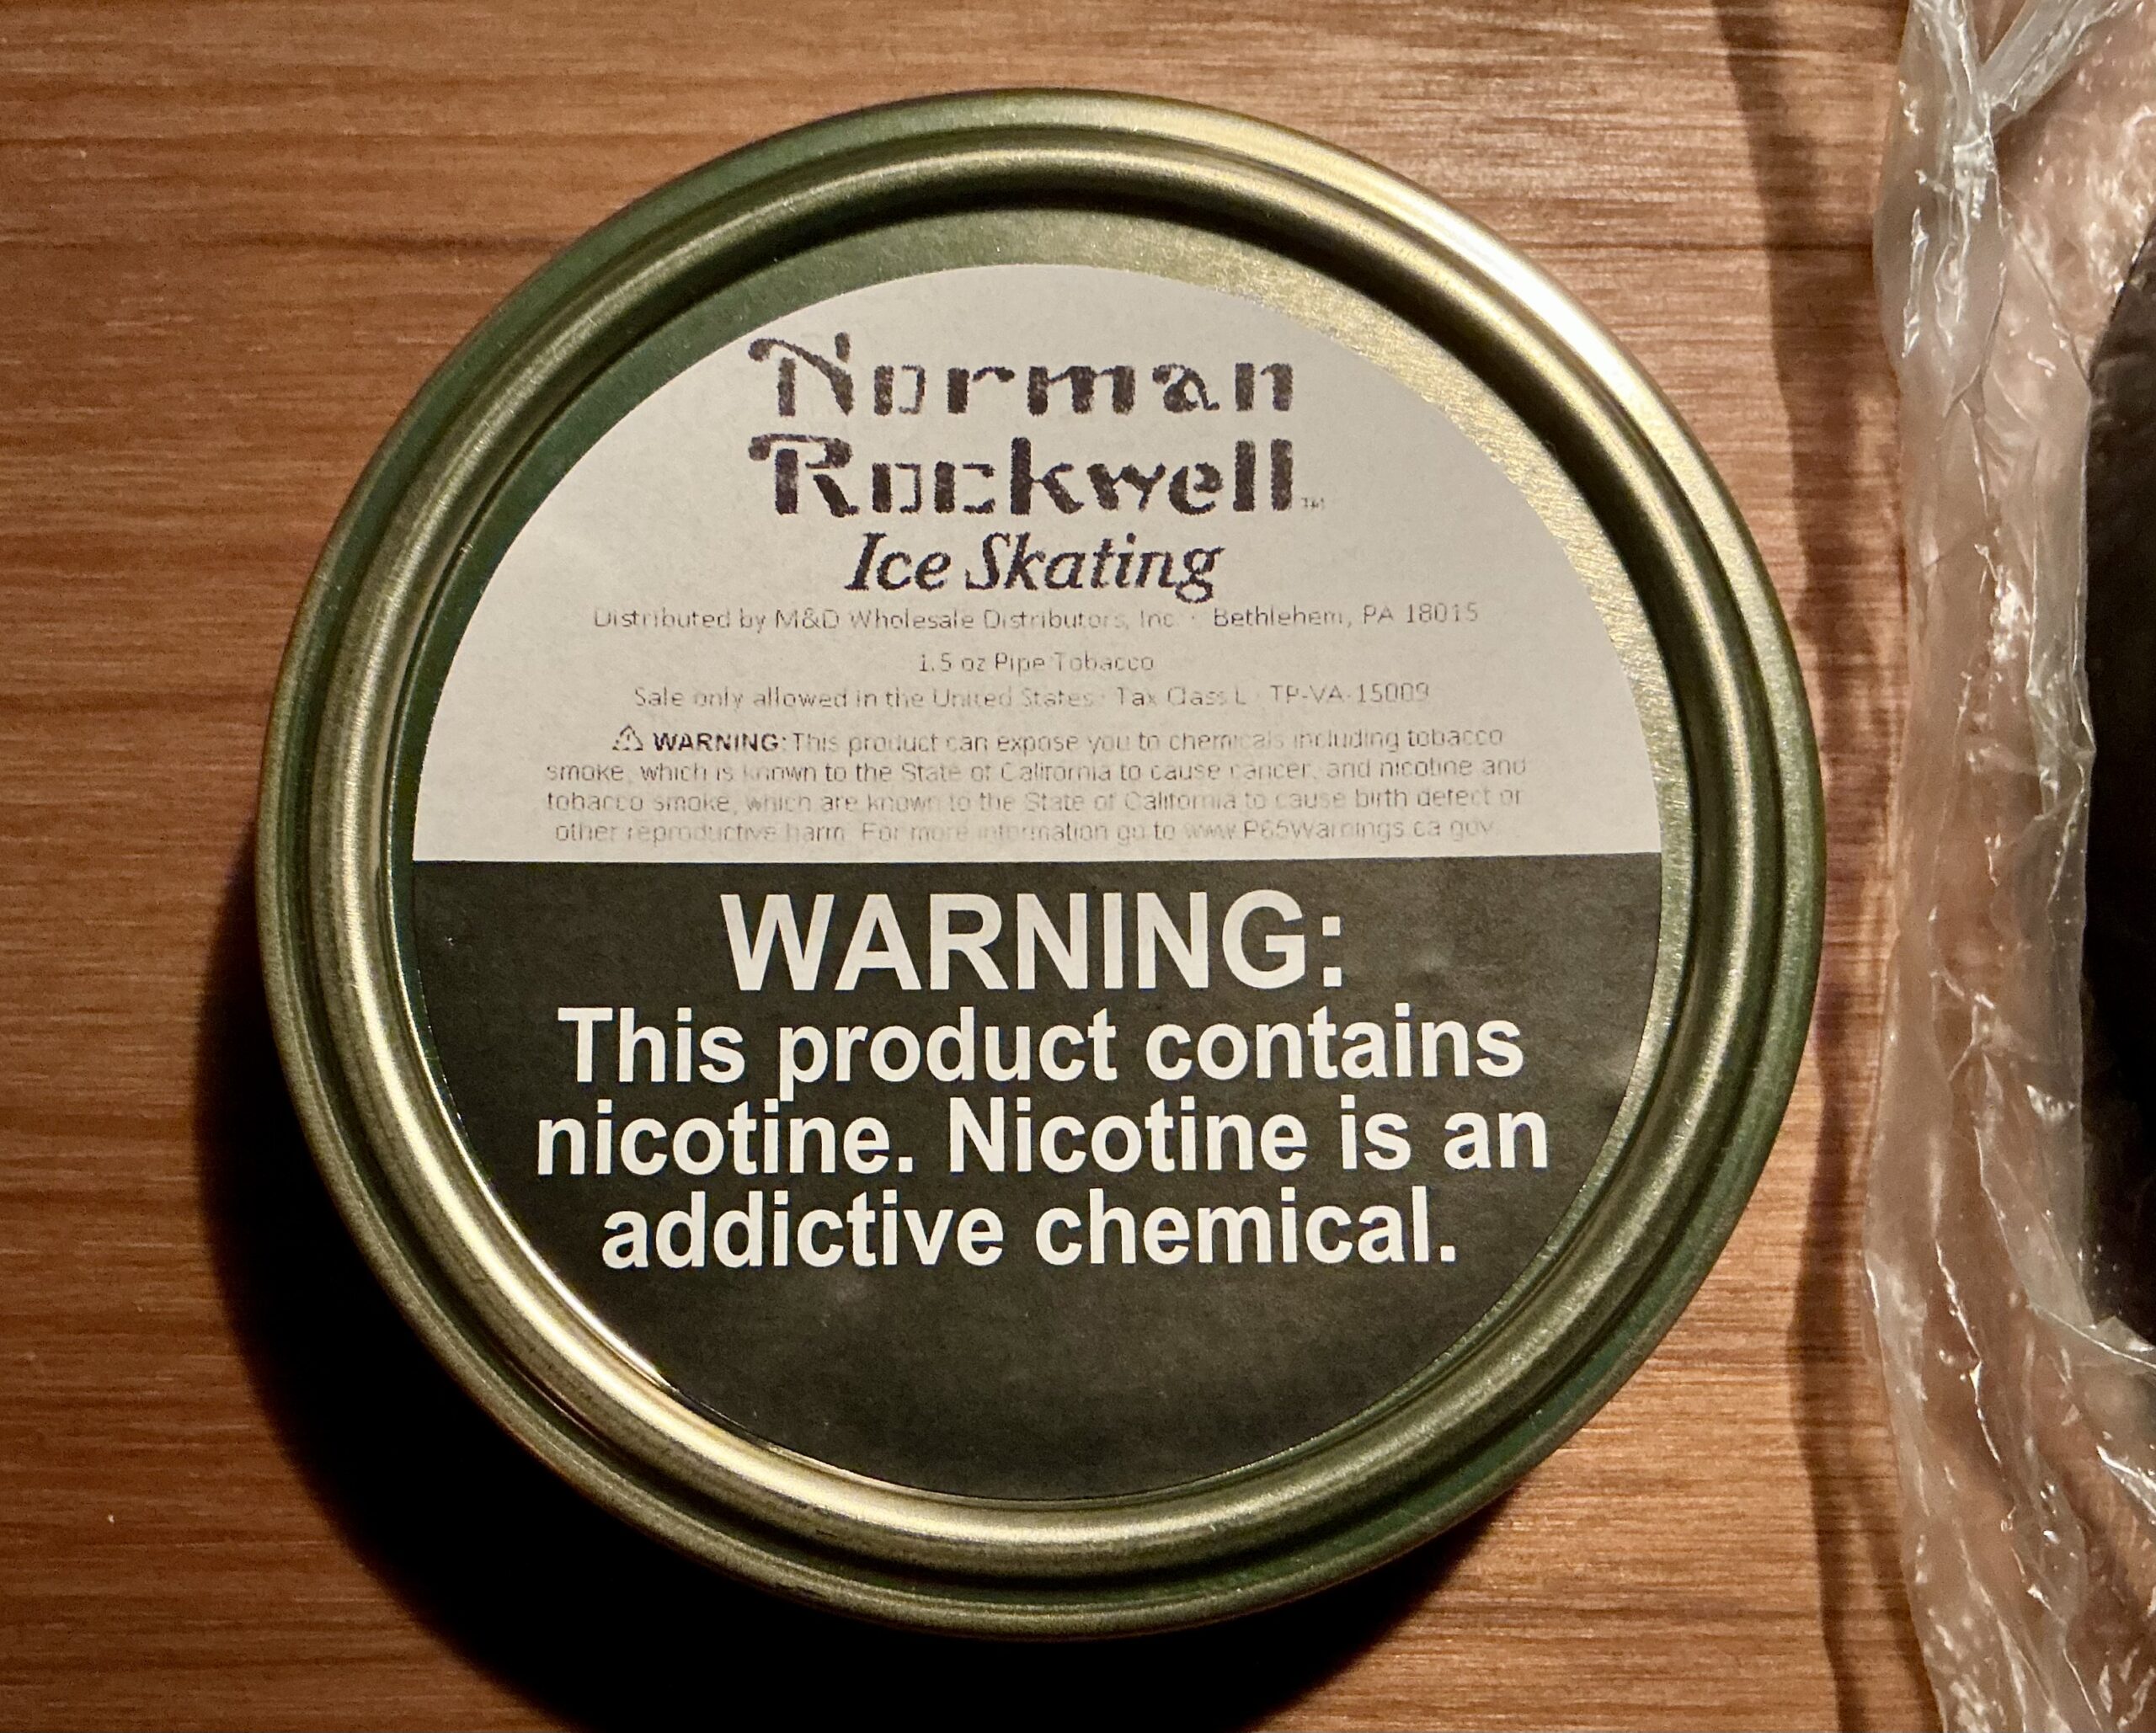 Norman
Rockwell™
Ice Skating
Distributed by M&D Wholesale Distributors, Inc. · Bethlehem, PA 18015
1.5 oz Pipe Tobacco
Sale only allowed in the United States · Tax Class L · TP-VA-15009
⚠ WARNING: This product can expose you to chemicals including tobacco
smoke, which is known to the State of California to cause cancer, and nicotine and
tobacco smoke, which are known to the State of California to cause birth defect or
other reproductive harm. For more information go to www.P65Warnings.ca.gov.
WARNING:
This product contains
nicotine. Nicotine is an
addictive chemical.